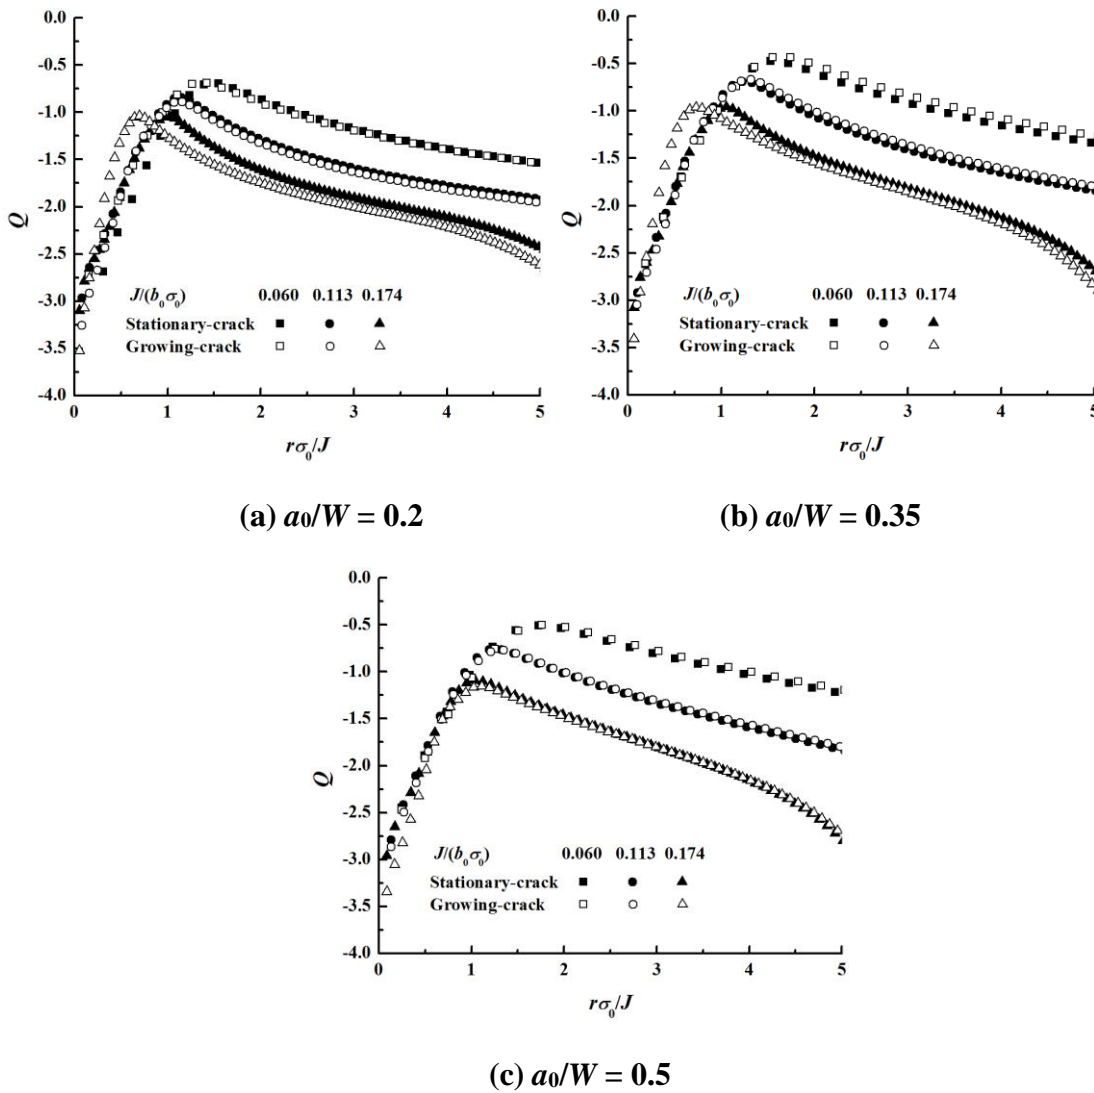 0.0
-0.5
-1.0
-1.5
-2.0
-2.5
-3.0
-3.5
-4.0
Q
J/(b₀σ₀) 0.060 0.113 0.174
Stationary-crack
Growing-crack
0 1 2 3 4 5
rσ₀/J
(a) a₀/W = 0.2
0.0
-0.5
-1.0
-1.5
-2.0
-2.5
-3.0
-3.5
-4.0
Q
J/(b₀σ₀) 0.060 0.113 0.174
Stationary-crack
Growing-crack
0 1 2 3 4 5
rσ₀/J
(b) a₀/W = 0.35
0.0
-0.5
-1.0
-1.5
-2.0
-2.5
-3.0
-3.5
-4.0
Q
J/(b₀σ₀) 0.060 0.113 0.174
Stationary-crack
Growing-crack
0 1 2 3 4 5
rσ₀/J
(c) a₀/W = 0.5